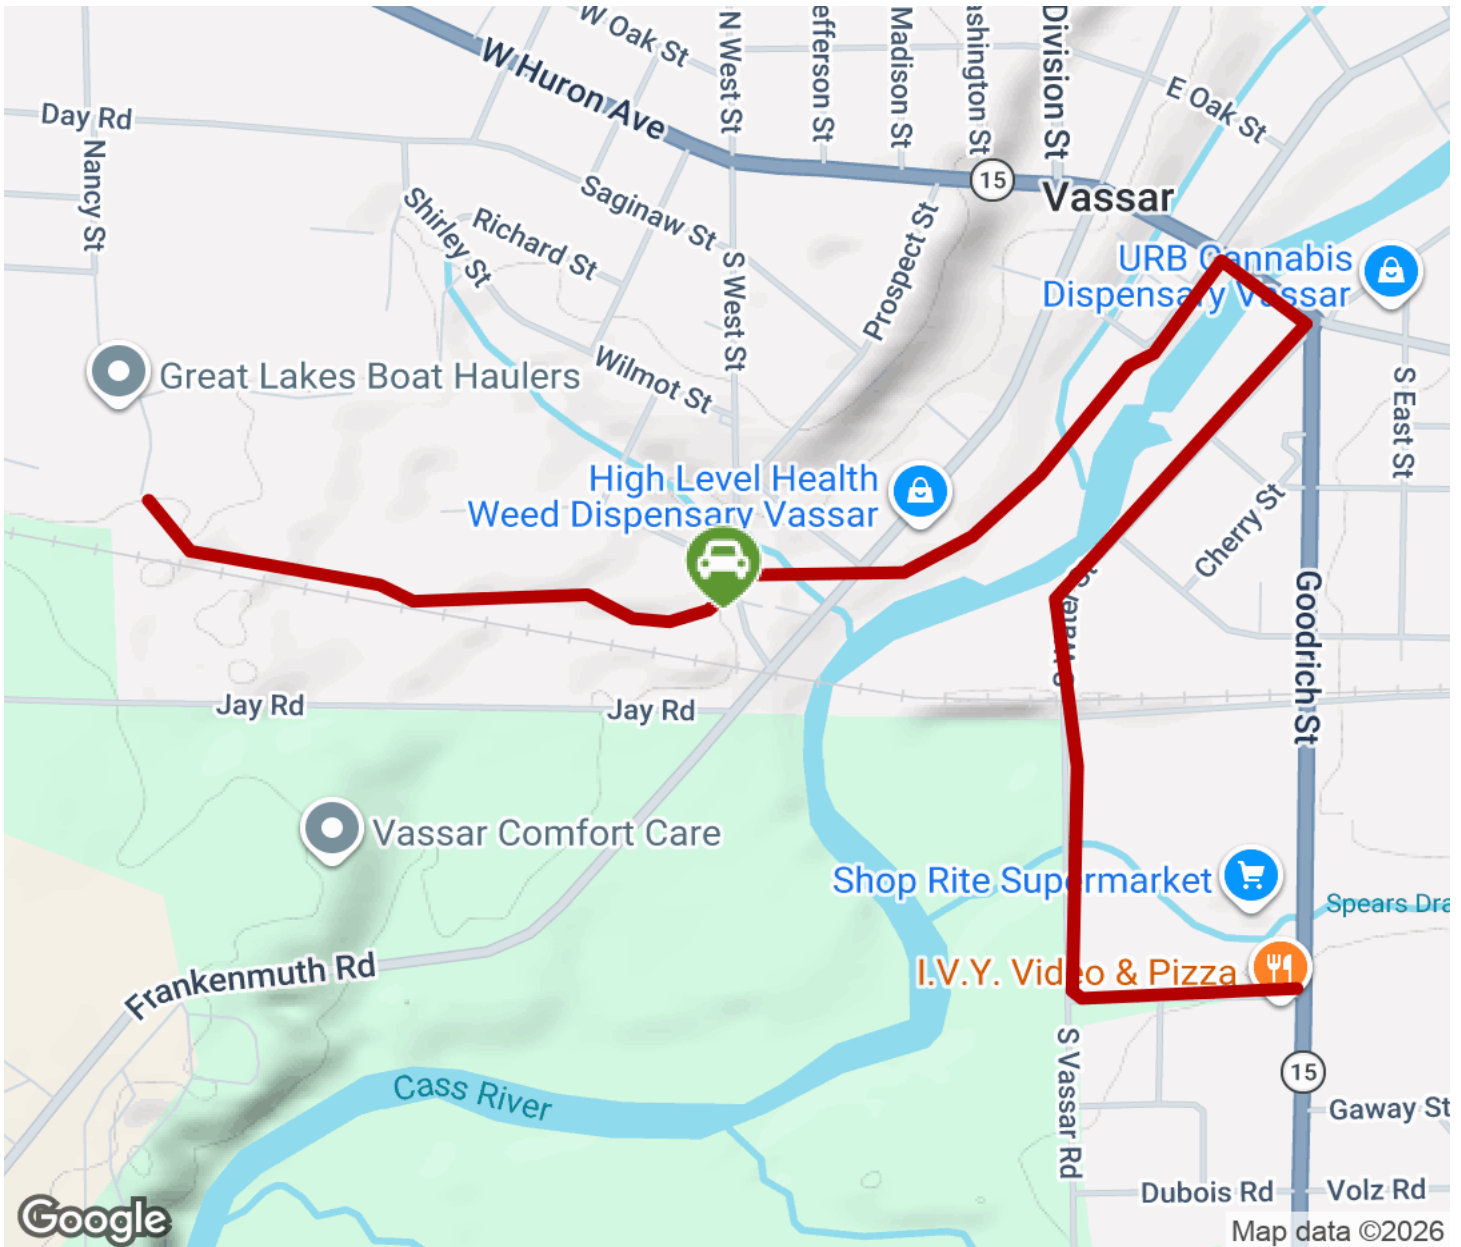 W Oak St
N West St
efferson St
Madison St
ashington St
Division St
W Huron Ave
E Oak St
Day Rd
Nancy St
15
Vassar
Saginaw St
Shirley St
Richard St
S West St
Prospect St
URB Cannabis
Dispensary Vassar
Great Lakes Boat Haulers
Wilmot St
S East St
High Level Health
Weed Dispensary Vassar
Cherry St
Goodrich St
Jay Rd
Jay Rd
Vassar Comfort Care
Shop Rite Supermarket
Spears Dra
I.V.Y. Video & Pizza
Frankenmuth Rd
S Vassar Rd
15
Cass River
Gaway St
Dubois Rd
Volz Rd
Google
Map data ©2026